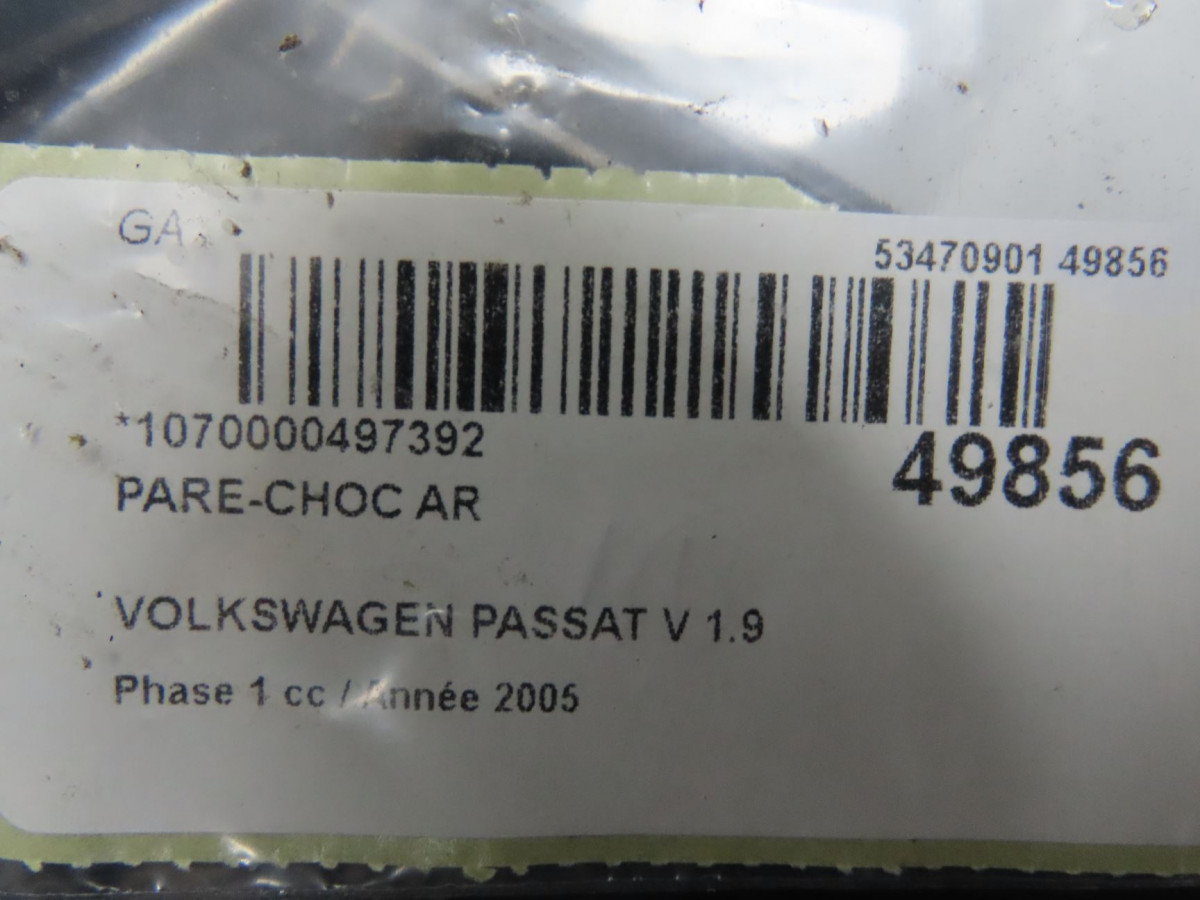 GA
53470901 49856
*1070000497392
49856
PARE-CHOC AR
VOLKSWAGEN PASSAT V 1.9
Phase 1 cc / Année 2005